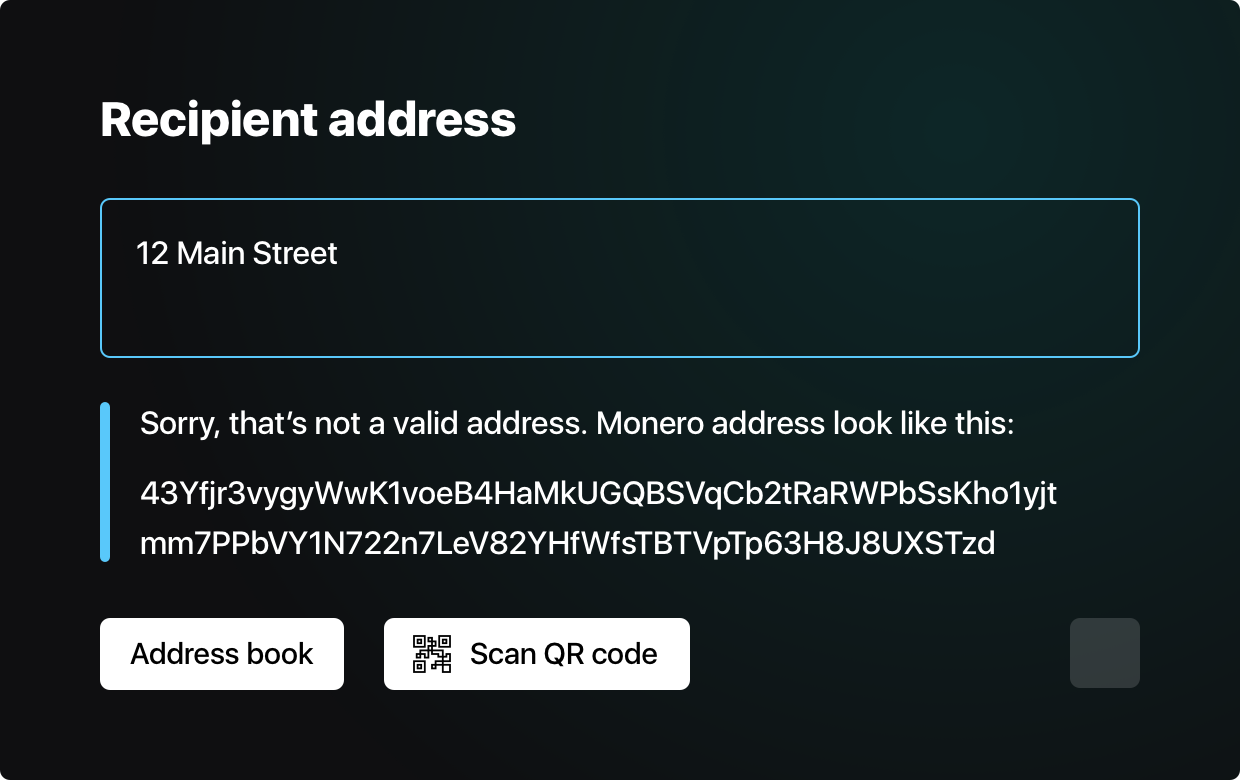 Recipient address
12 Main Street
Sorry, that’s not a valid address. Monero address look like this:
43Yfjr3vygyWwK1voeB4HaMkUGQBSVqCb2tRaRWPbSsKho1yjt
mm7PPbVY1N722n7LeV82YHfWfsTBTVpTp63H8J8UXSTzd
Address book
Scan QR code